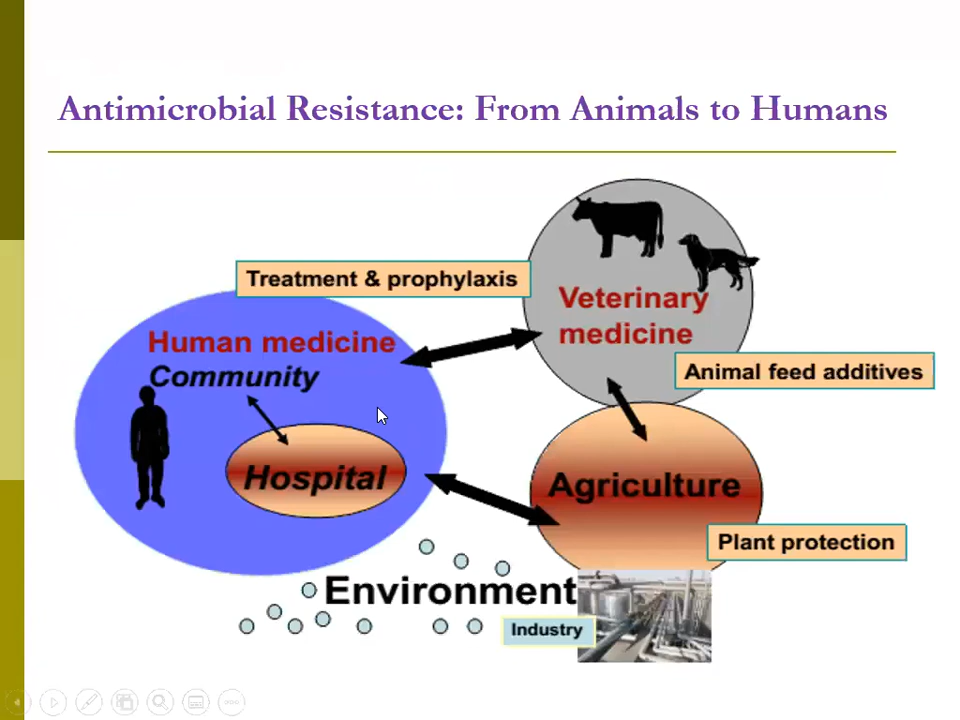 Antimicrobial Resistance: From Animals to Humans
Treatment & prophylaxis
Veterinary
medicine
Human medicine
Community
Animal feed additives
Hospital
Agriculture
Plant protection
Environment
Industry